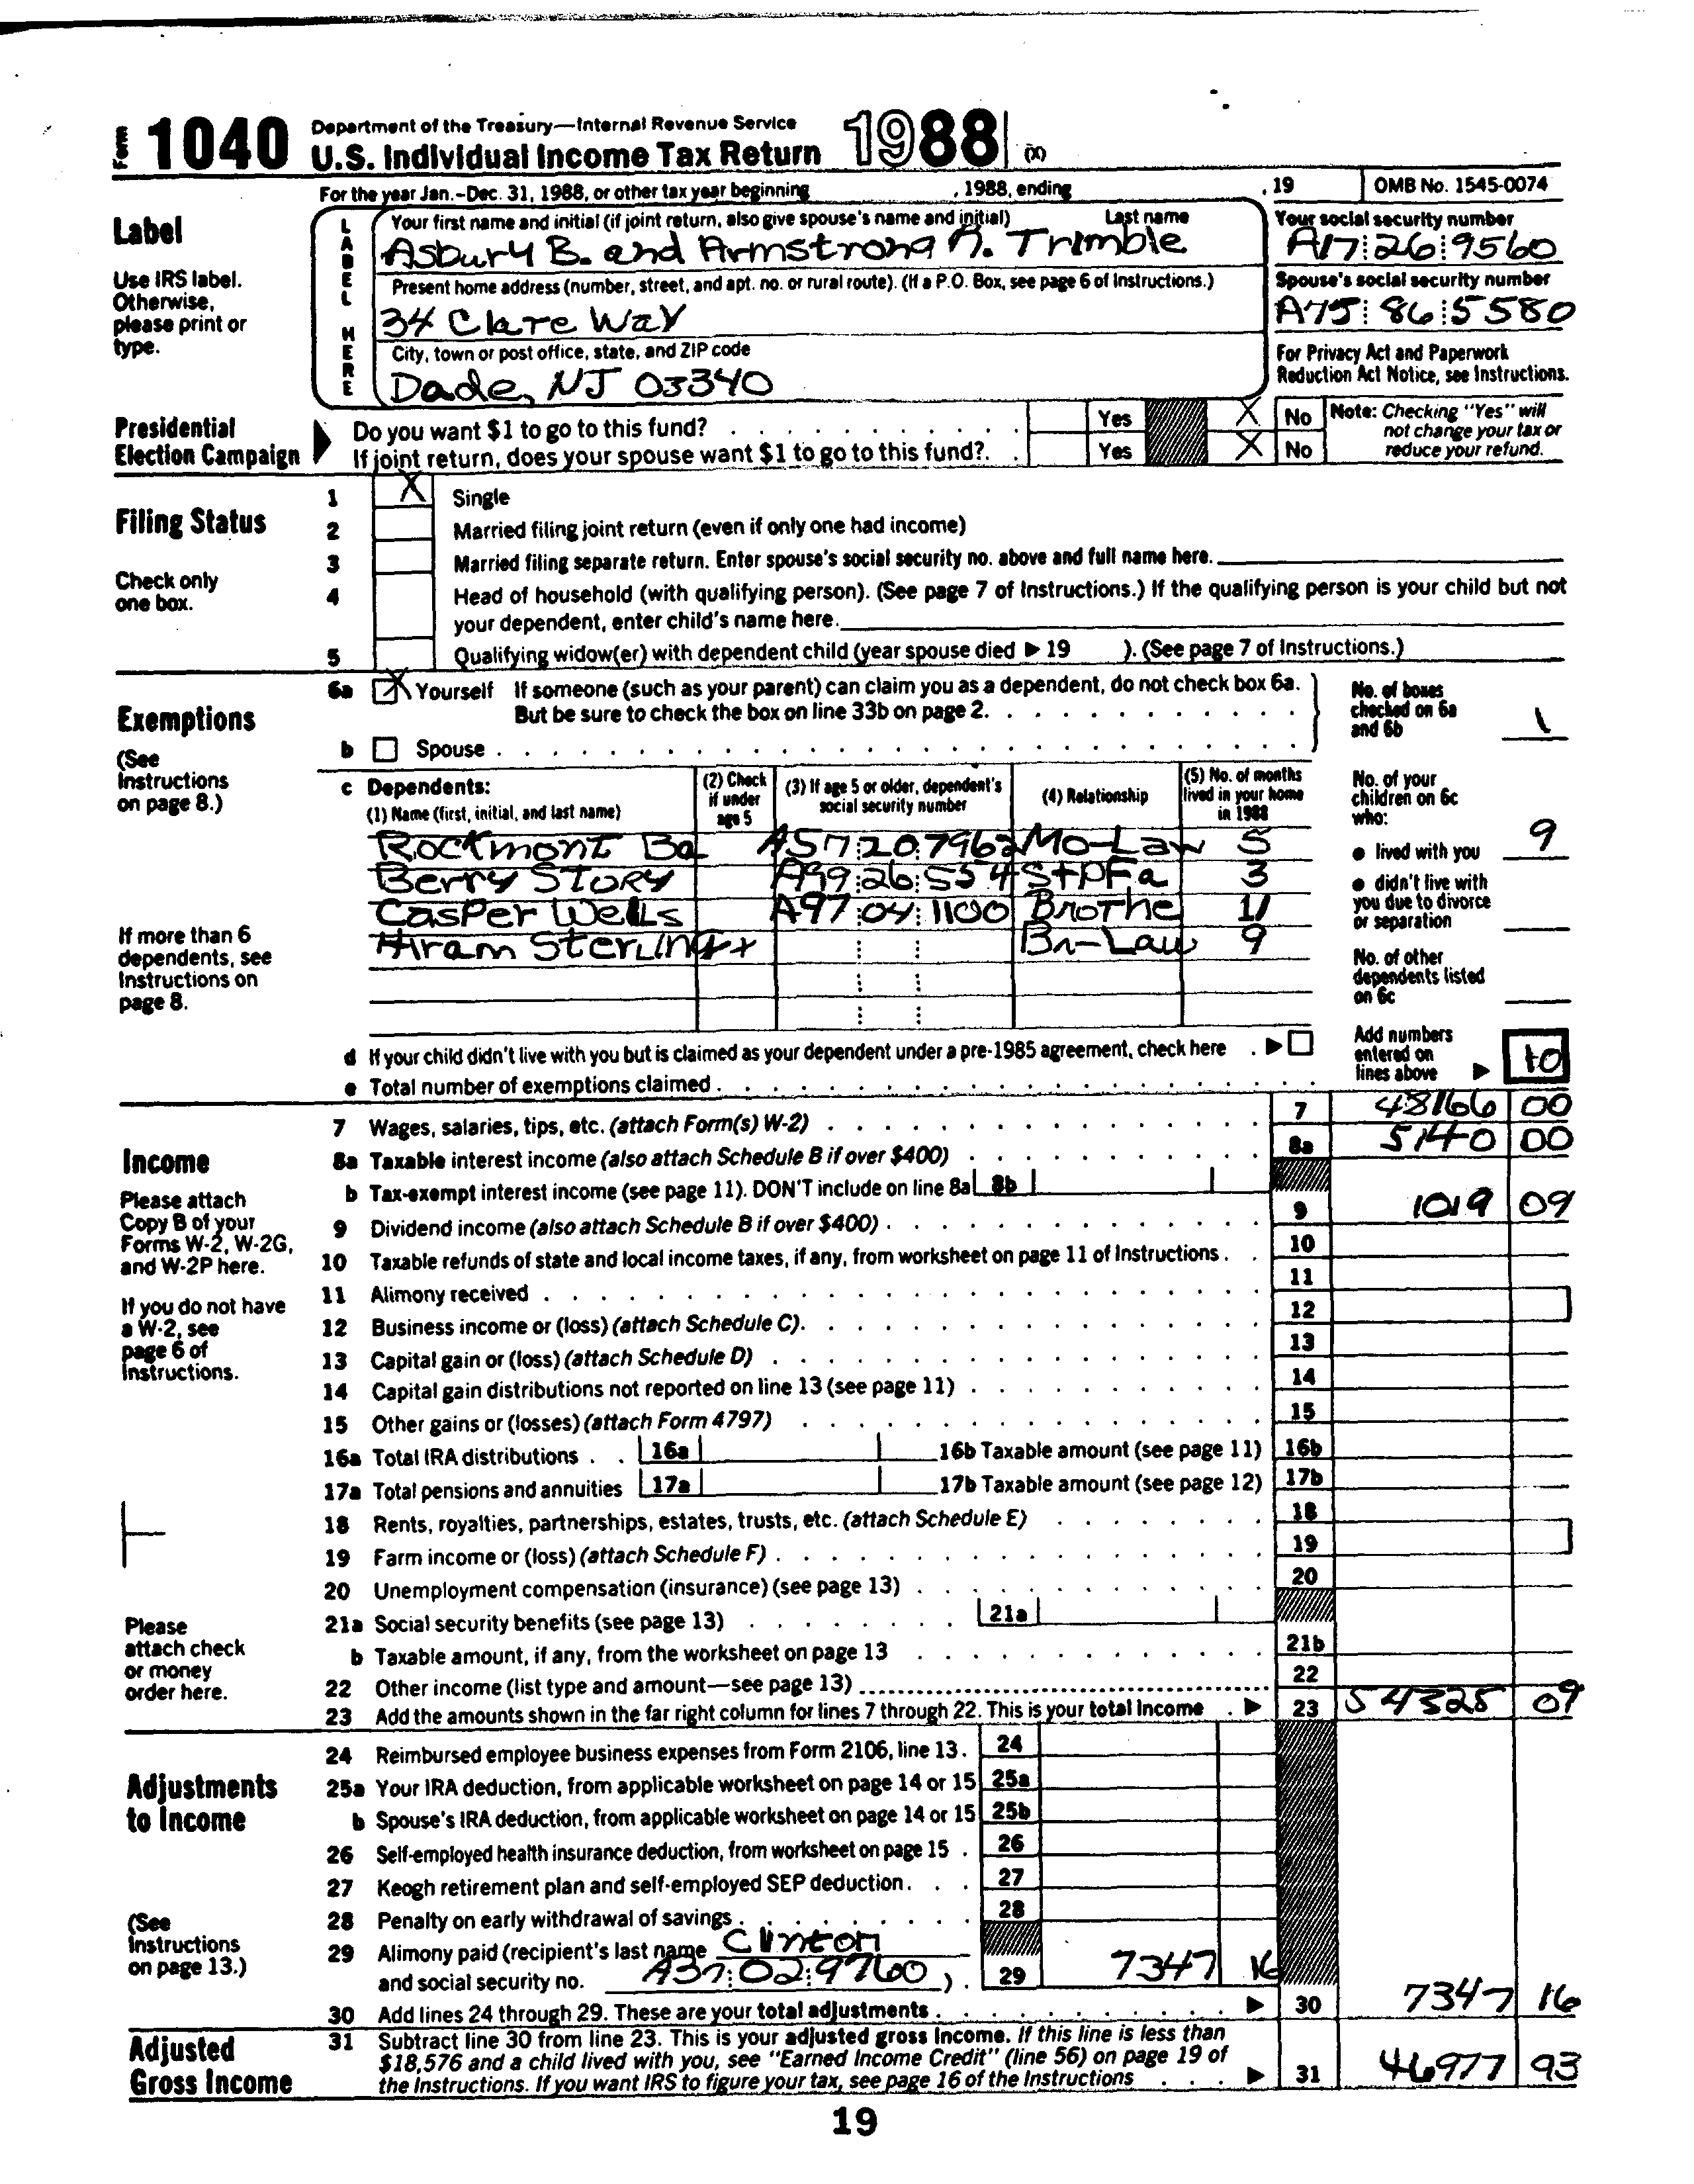 Form 1040 Department of the Treasury—Internal Revenue Service
U.S. Individual Income Tax Return 1988 (X)
For the year Jan.-Dec. 31, 1988, or other tax year beginning , 1988, ending , 19 OMB No. 1545-0074
Label
Use IRS label. Otherwise, please print or type.
LABEL HERE
Your first name and initial (if joint return, also give spouse's name and initial) Last name
Asbury B. and Armstrong A. Trimble
Your social security number
A17 26 9560
Present home address (number, street, and apt. no. or rural route). (If a P.O. Box, see page 6 of Instructions.)
34 Clare Way
Spouse's social security number
A75 86 5580
City, town or post office, state, and ZIP code
Dade, NJ 03340
For Privacy Act and Paperwork Reduction Act Notice, see Instructions.
Presidential Election Campaign
Do you want $1 to go to this fund? Yes X No
If joint return, does your spouse want $1 to go to this fund?. Yes X No
Note: Checking "Yes" will not change your tax or reduce your refund.
Filing Status
Check only one box.
1 X Single
2 Married filing joint return (even if only one had income)
3 Married filing separate return. Enter spouse's social security no. above and full name here.
4 Head of household (with qualifying person). (See page 7 of Instructions.) If the qualifying person is your child but not
your dependent, enter child's name here.
5 Qualifying widow(er) with dependent child (year spouse died ▶ 19 ). (See page 7 of Instructions.)
Exemptions
(See Instructions on page 8.)
6a X Yourself If someone (such as your parent) can claim you as a dependent, do not check box 6a.
But be sure to check the box on line 33b on page 2.
b Spouse
No. of boxes checked on 6a and 6b 1
c Dependents:
(1) Name (first, initial, and last name) (2) Check if under age 5 (3) If age 5 or older, dependent's social security number (4) Relationship (5) No. of months lived in your home in 1988
Rockmont Ba A57 20 7962 Mo-Law 5
Berry Story A99 26 554 StpFa 3
Casper Wells A97 04 1100 Brothe 11
Hiram Sterling x Br-Law 9
If more than 6 dependents, see Instructions on page 8.
No. of your children on 6c who:
● lived with you 9
● didn't live with you due to divorce or separation
No. of other dependents listed on 6c
d If your child didn't live with you but is claimed as your dependent under a pre-1985 agreement, check here ▶
e Total number of exemptions claimed
Add numbers entered on lines above ▶ 10
Income
Please attach Copy B of your Forms W-2, W-2G, and W-2P here.
If you do not have a W-2, see page 6 of Instructions.
Please attach check or money order here.
7 Wages, salaries, tips, etc. (attach Form(s) W-2) 7 48166 00
8a Taxable interest income (also attach Schedule B if over $400) 8a 5140 00
b Tax-exempt interest income (see page 11). DON'T include on line 8a 8b
9 Dividend income (also attach Schedule B if over $400) 9 1019 09
10 Taxable refunds of state and local income taxes, if any, from worksheet on page 11 of Instructions. 10
11 Alimony received 11
12 Business income or (loss) (attach Schedule C). 12
13 Capital gain or (loss) (attach Schedule D) 13
14 Capital gain distributions not reported on line 13 (see page 11) 14
15 Other gains or (losses) (attach Form 4797) 15
16a Total IRA distributions 16a 16b Taxable amount (see page 11) 16b
17a Total pensions and annuities 17a 17b Taxable amount (see page 12) 17b
18 Rents, royalties, partnerships, estates, trusts, etc. (attach Schedule E) 18
19 Farm income or (loss) (attach Schedule F) 19
20 Unemployment compensation (insurance) (see page 13) 20
21a Social security benefits (see page 13) 21a
b Taxable amount, if any, from the worksheet on page 13 21b
22 Other income (list type and amount—see page 13) 22
23 Add the amounts shown in the far right column for lines 7 through 22. This is your total income ▶ 23 54325 09
Adjustments to Income
(See Instructions on page 13.)
24 Reimbursed employee business expenses from Form 2106, line 13. 24
25a Your IRA deduction, from applicable worksheet on page 14 or 15 25a
b Spouse's IRA deduction, from applicable worksheet on page 14 or 15 25b
26 Self-employed health insurance deduction, from worksheet on page 15 26
27 Keogh retirement plan and self-employed SEP deduction 27
28 Penalty on early withdrawal of savings 28
29 Alimony paid (recipient's last name Clinton
and social security no. A37 02 9760 ). 29 7347 16
30 Add lines 24 through 29. These are your total adjustments ▶ 30 7347 16
Adjusted Gross Income
31 Subtract line 30 from line 23. This is your adjusted gross income. If this line is less than
$18,576 and a child lived with you, see "Earned Income Credit" (line 56) on page 19 of
the Instructions. If you want IRS to figure your tax, see page 16 of the Instructions ▶ 31 46977 93
19